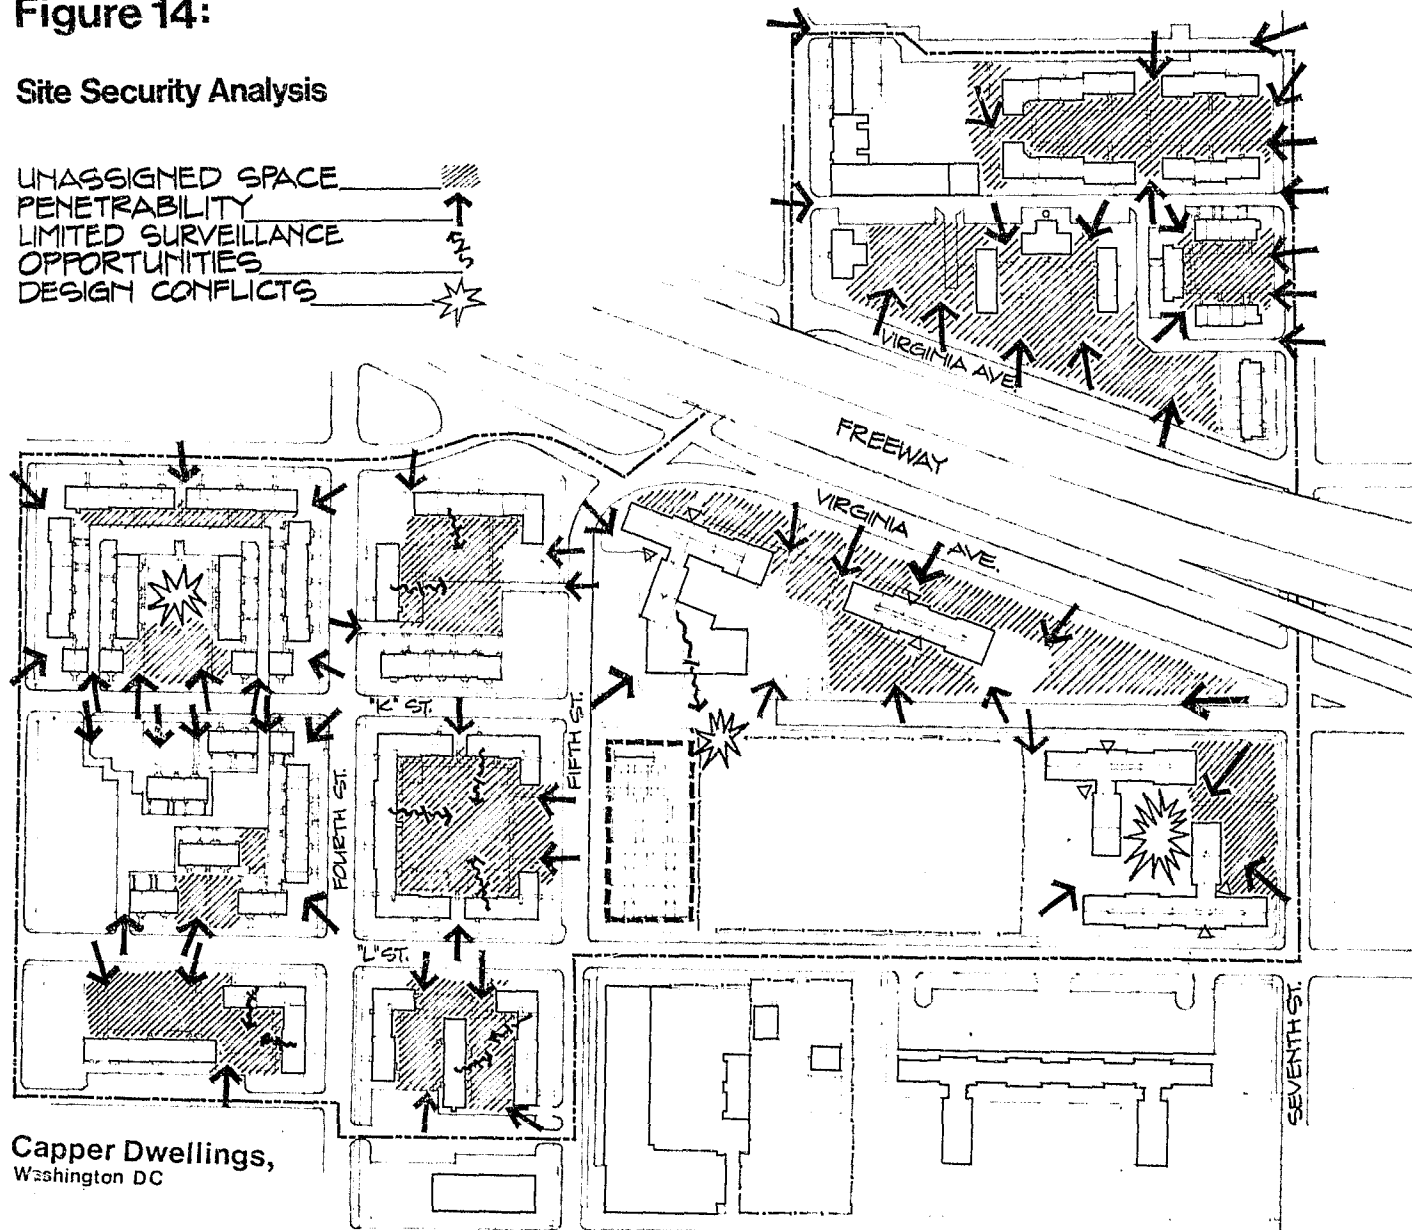 Figure 14:
Site Security Analysis
UNASSIGNED SPACE
PENETRABILITY
LIMITED SURVEILLANCE
OPPORTUNITIES
DESIGN CONFLICTS
VIRGINIA AVE.
FREEWAY
VIRGINIA AVE.
"K" ST.
FIFTH ST.
FOURTH ST.
"L" ST.
SEVENTH ST.
Capper Dwellings,
Washington DC